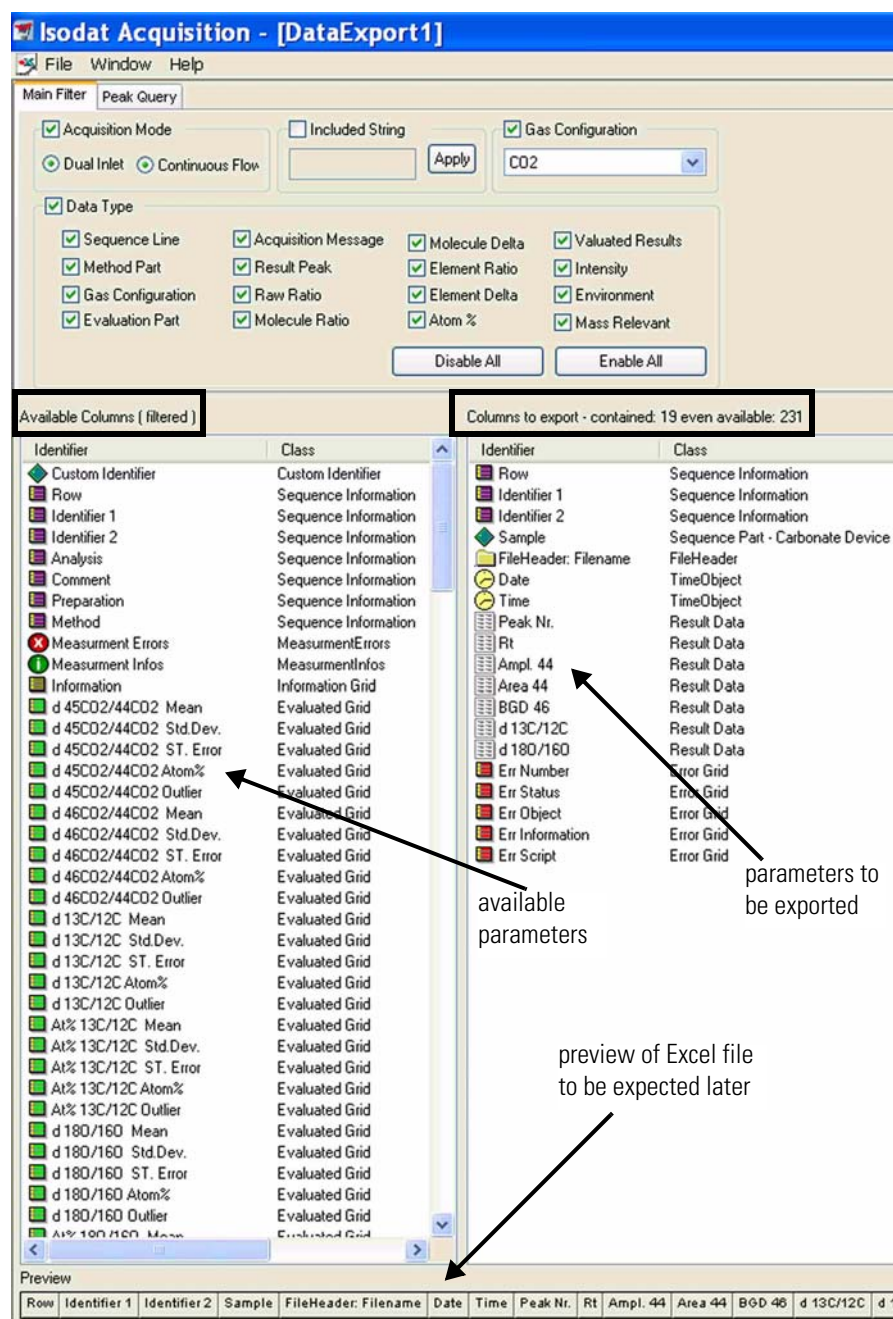 Isodat Acquisition - [DataExport1]
File Window Help
Main Filter Peak Query
Acquisition Mode Included String Gas Configuration
Dual Inlet Continuous Flow Apply CO2
Data Type
Sequence Line Acquisition Message Molecule Delta Valuated Results
Method Part Result Peak Element Ratio Intensity
Gas Configuration Raw Ratio Element Delta Environment
Evaluation Part Molecule Ratio Atom % Mass Relevant
Disable All Enable All
Available Columns ( filtered )
Identifier Class
Custom Identifier Custom Identifier
Row Sequence Information
Identifier 1 Sequence Information
Identifier 2 Sequence Information
Analysis Sequence Information
Comment Sequence Information
Preparation Sequence Information
Method Sequence Information
Measurment Errors MeasurmentErrors
Measurment Infos MeasurmentInfos
Information Information Grid
d 45CO2/44CO2 Mean Evaluated Grid
d 45CO2/44CO2 Std.Dev. Evaluated Grid
d 45CO2/44CO2 ST. Error Evaluated Grid
d 45CO2/44CO2 Atom% Evaluated Grid
d 45CO2/44CO2 Outlier Evaluated Grid
d 46CO2/44CO2 Mean Evaluated Grid
d 46CO2/44CO2 Std.Dev. Evaluated Grid
d 46CO2/44CO2 ST. Error Evaluated Grid
d 46CO2/44CO2 Atom% Evaluated Grid
d 46CO2/44CO2 Outlier Evaluated Grid
d 13C/12C Mean Evaluated Grid
d 13C/12C Std.Dev. Evaluated Grid
d 13C/12C ST. Error Evaluated Grid
d 13C/12C Atom% Evaluated Grid
d 13C/12C Outlier Evaluated Grid
At% 13C/12C Mean Evaluated Grid
At% 13C/12C Std.Dev. Evaluated Grid
At% 13C/12C ST. Error Evaluated Grid
At% 13C/12C Atom% Evaluated Grid
At% 13C/12C Outlier Evaluated Grid
d 18O/16O Mean Evaluated Grid
d 18O/16O Std.Dev. Evaluated Grid
d 18O/16O ST. Error Evaluated Grid
d 18O/16O Atom% Evaluated Grid
d 18O/16O Outlier Evaluated Grid
At% 18O/16O Mean Evaluated Grid
Columns to export - contained: 19 even available: 231
Identifier Class
Row Sequence Information
Identifier 1 Sequence Information
Identifier 2 Sequence Information
Sample Sequence Part - Carbonate Device
FileHeader: Filename FileHeader
Date TimeObject
Time TimeObject
Peak Nr. Result Data
Rt Result Data
Ampl. 44 Result Data
Area 44 Result Data
BGD 46 Result Data
d 13C/12C Result Data
d 18O/16O Result Data
Err Number Error Grid
Err Status Error Grid
Err Object Error Grid
Err Information Error Grid
Err Script Error Grid
parameters to
be exported
available
parameters
preview of Excel file
to be expected later
Preview
Row Identifier 1 Identifier 2 Sample FileHeader: Filename Date Time Peak Nr. Rt Ampl. 44 Area 44 BGD 46 d 13C/12C d